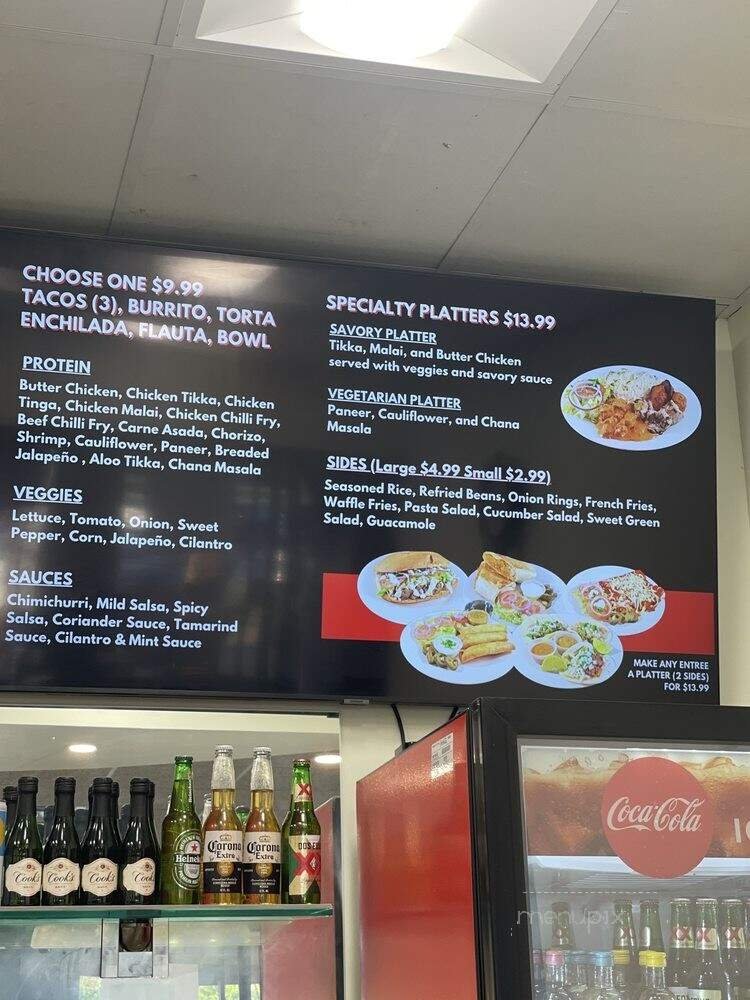 CHOOSE ONE $9.99
TACOS (3), BURRITO, TORTA
ENCHILADA, FLAUTA, BOWL
PROTEIN
Butter Chicken, Chicken Tikka, Chicken
Tinga, Chicken Malai, Chicken Chilli Fry,
Beef Chilli Fry, Carne Asada, Chorizo,
Shrimp, Cauliflower, Paneer, Breaded
Jalapeño , Aloo Tikka, Chana Masala
VEGGIES
Lettuce, Tomato, Onion, Sweet
Pepper, Corn, Jalapeño, Cilantro
SAUCES
Chimichurri, Mild Salsa, Spicy
Salsa, Coriander Sauce, Tamarind
Sauce, Cilantro & Mint Sauce
SPECIALTY PLATTERS $13.99
SAVORY PLATTER
Tikka, Malai, and Butter Chicken
served with veggies and savory sauce
VEGETARIAN PLATTER
Paneer, Cauliflower, and Chana
Masala
SIDES (Large $4.99 Small $2.99)
Seasoned Rice, Refried Beans, Onion Rings, French Fries,
Waffle Fries, Pasta Salad, Cucumber Salad, Sweet Green
Salad, Guacamole
MAKE ANY ENTREE
A PLATTER (2 SIDES)
FOR $13.99
Cook's
Cook's
Cook's
Cook's
Heineken
Corona
Extra
Corona
Extra
XX
Coca-Cola
XX
XX
XX
menupix